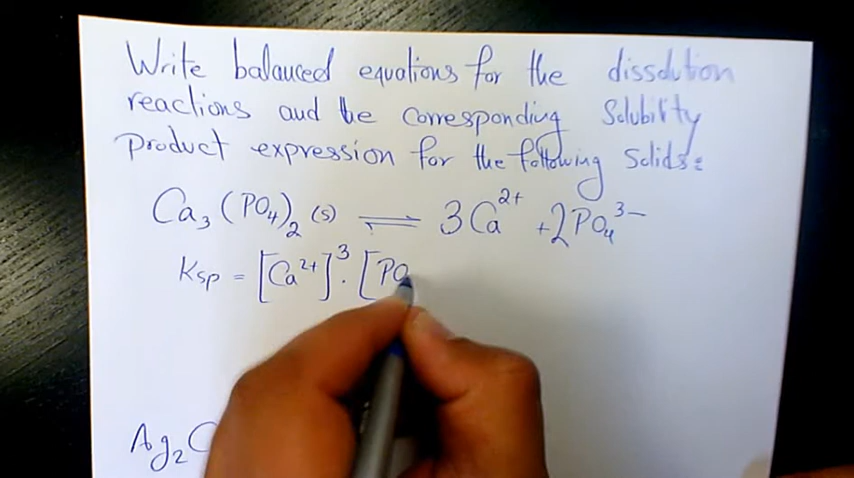 Write balanced equations for the dissolution
reactions and the corresponding Solubility
Product expression for the following Solids:
Ca₃(PO₄)₂(s) ⇌ 3Ca²⁺ + 2PO₄³⁻
Ksp = [Ca²⁺]³ · [PO
Ag₂C